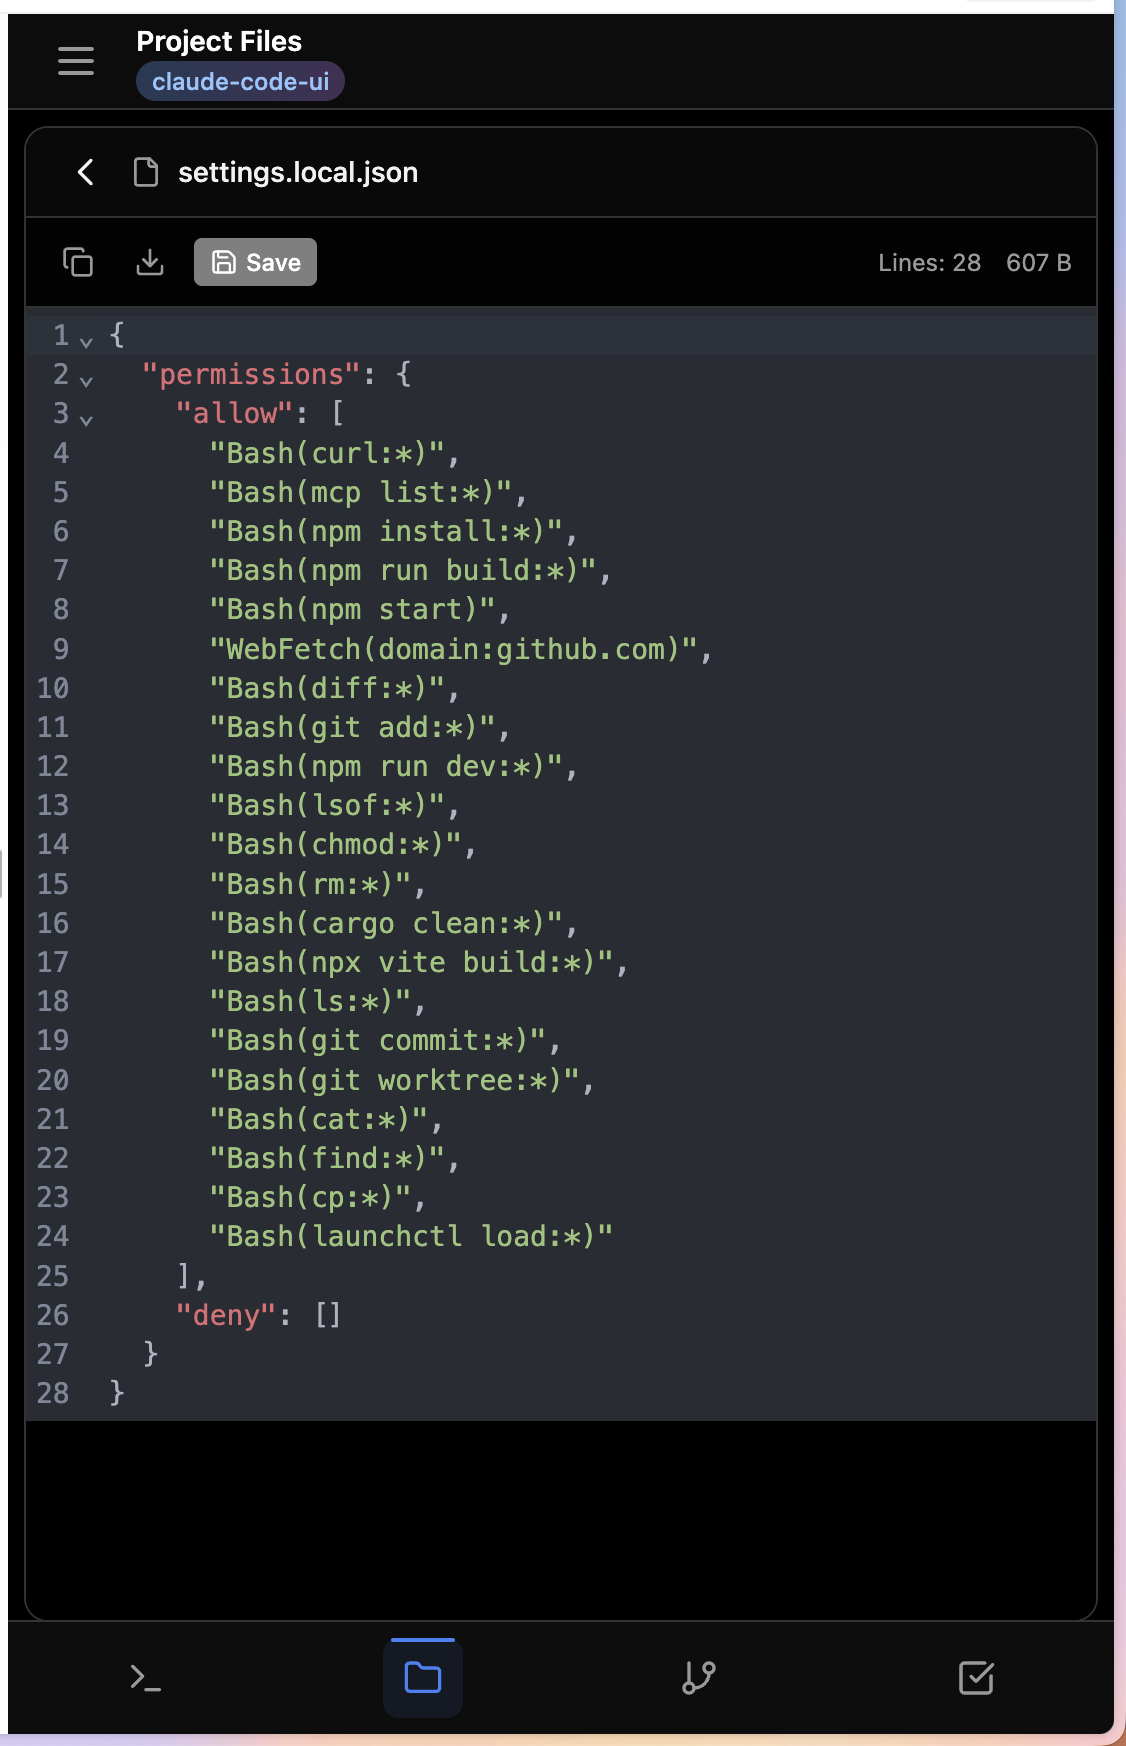 Project Files
claude-code-ui
settings.local.json
Save
Lines: 28 607 B
1 {
2 "permissions": {
3 "allow": [
4 "Bash(curl:*)",
5 "Bash(mcp list:*)",
6 "Bash(npm install:*)",
7 "Bash(npm run build:*)",
8 "Bash(npm start)",
9 "WebFetch(domain:github.com)",
10 "Bash(diff:*)",
11 "Bash(git add:*)",
12 "Bash(npm run dev:*)",
13 "Bash(lsof:*)",
14 "Bash(chmod:*)",
15 "Bash(rm:*)",
16 "Bash(cargo clean:*)",
17 "Bash(npx vite build:*)",
18 "Bash(ls:*)",
19 "Bash(git commit:*)",
20 "Bash(git worktree:*)",
21 "Bash(cat:*)",
22 "Bash(find:*)",
23 "Bash(cp:*)",
24 "Bash(launchctl load:*)"
25 ],
26 "deny": []
27 }
28 }